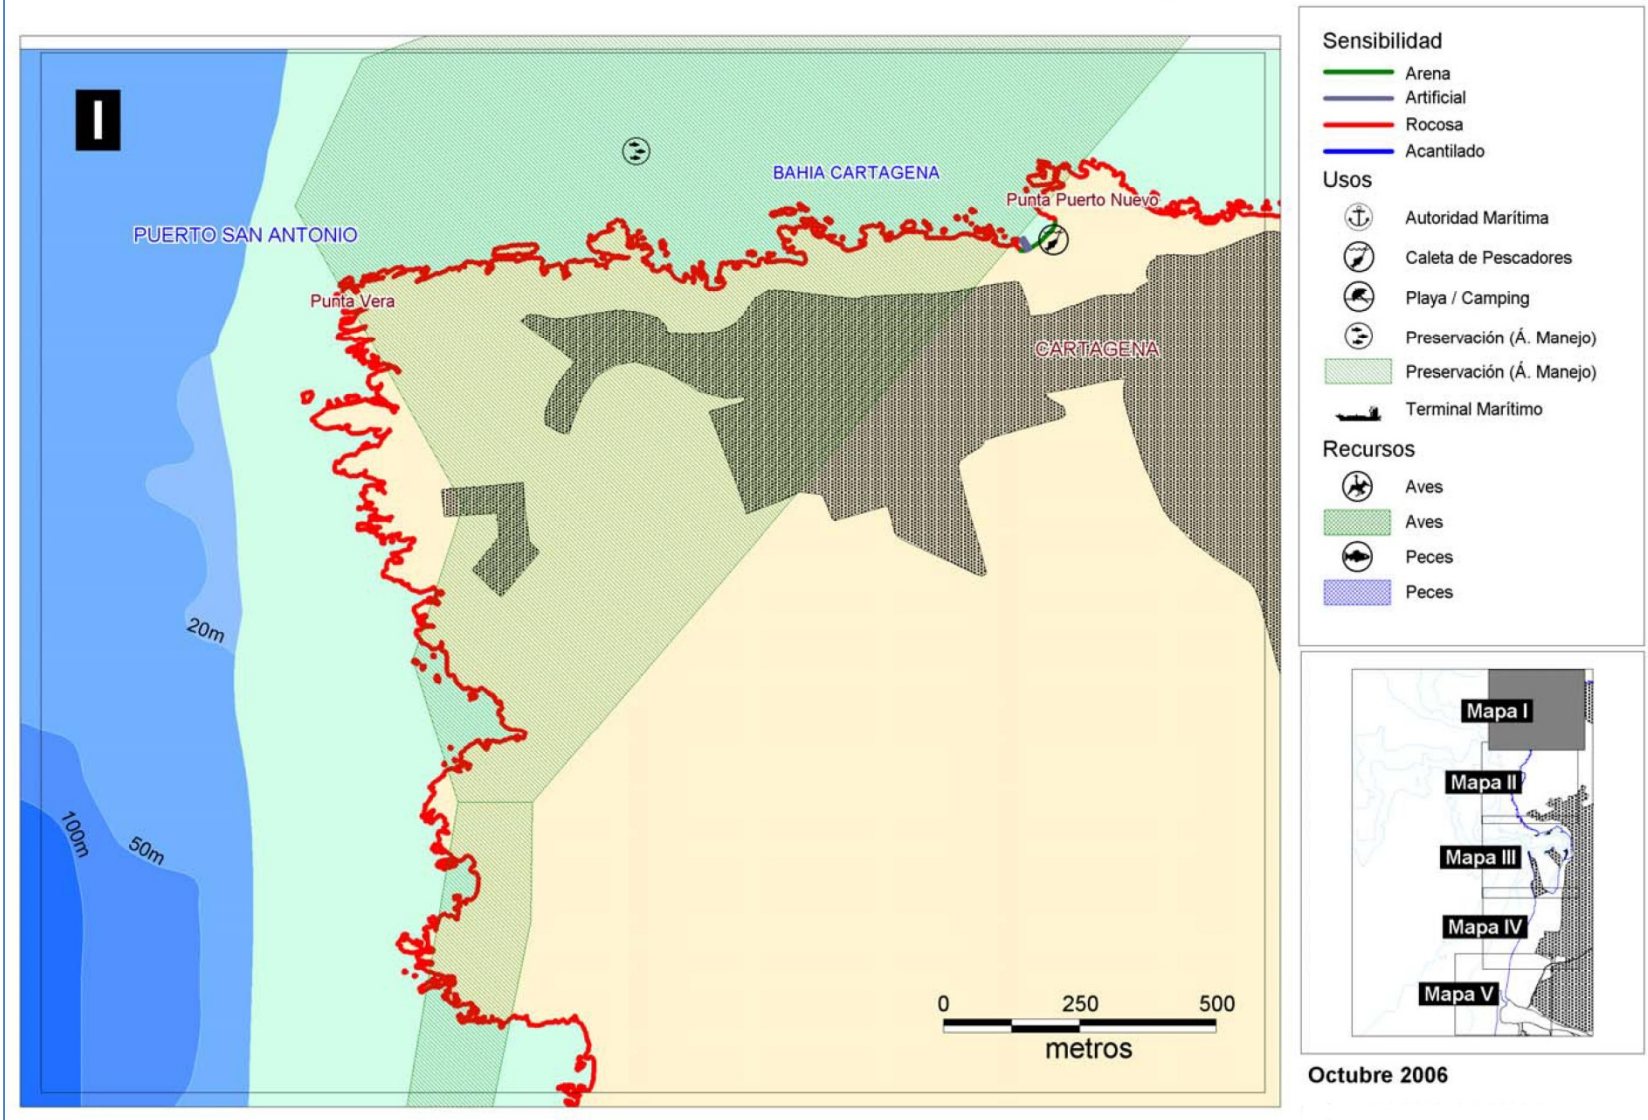 I
BAHIA CARTAGENA
Punta Puerto Nuevo
PUERTO SAN ANTONIO
Punta Vera
CARTAGENA
20m
100m
50m
0 250 500
metros
Sensibilidad
Arena
Artificial
Rocosa
Acantilado
Usos
Autoridad Marítima
Caleta de Pescadores
Playa / Camping
Preservación (Á. Manejo)
Preservación (Á. Manejo)
Terminal Marítimo
Recursos
Aves
Aves
Peces
Peces
Mapa I
Mapa II
Mapa III
Mapa IV
Mapa V
Octubre 2006